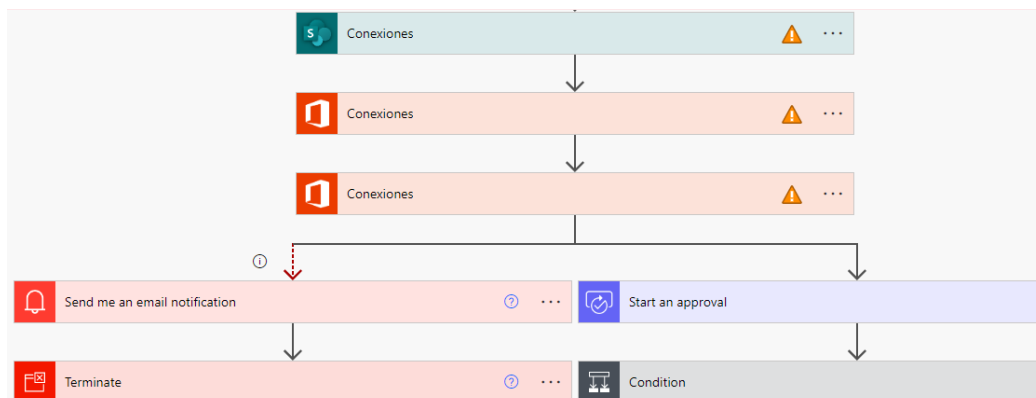 Conexiones
Conexiones
Conexiones
Send me an email notification
Start an approval
Terminate
Condition